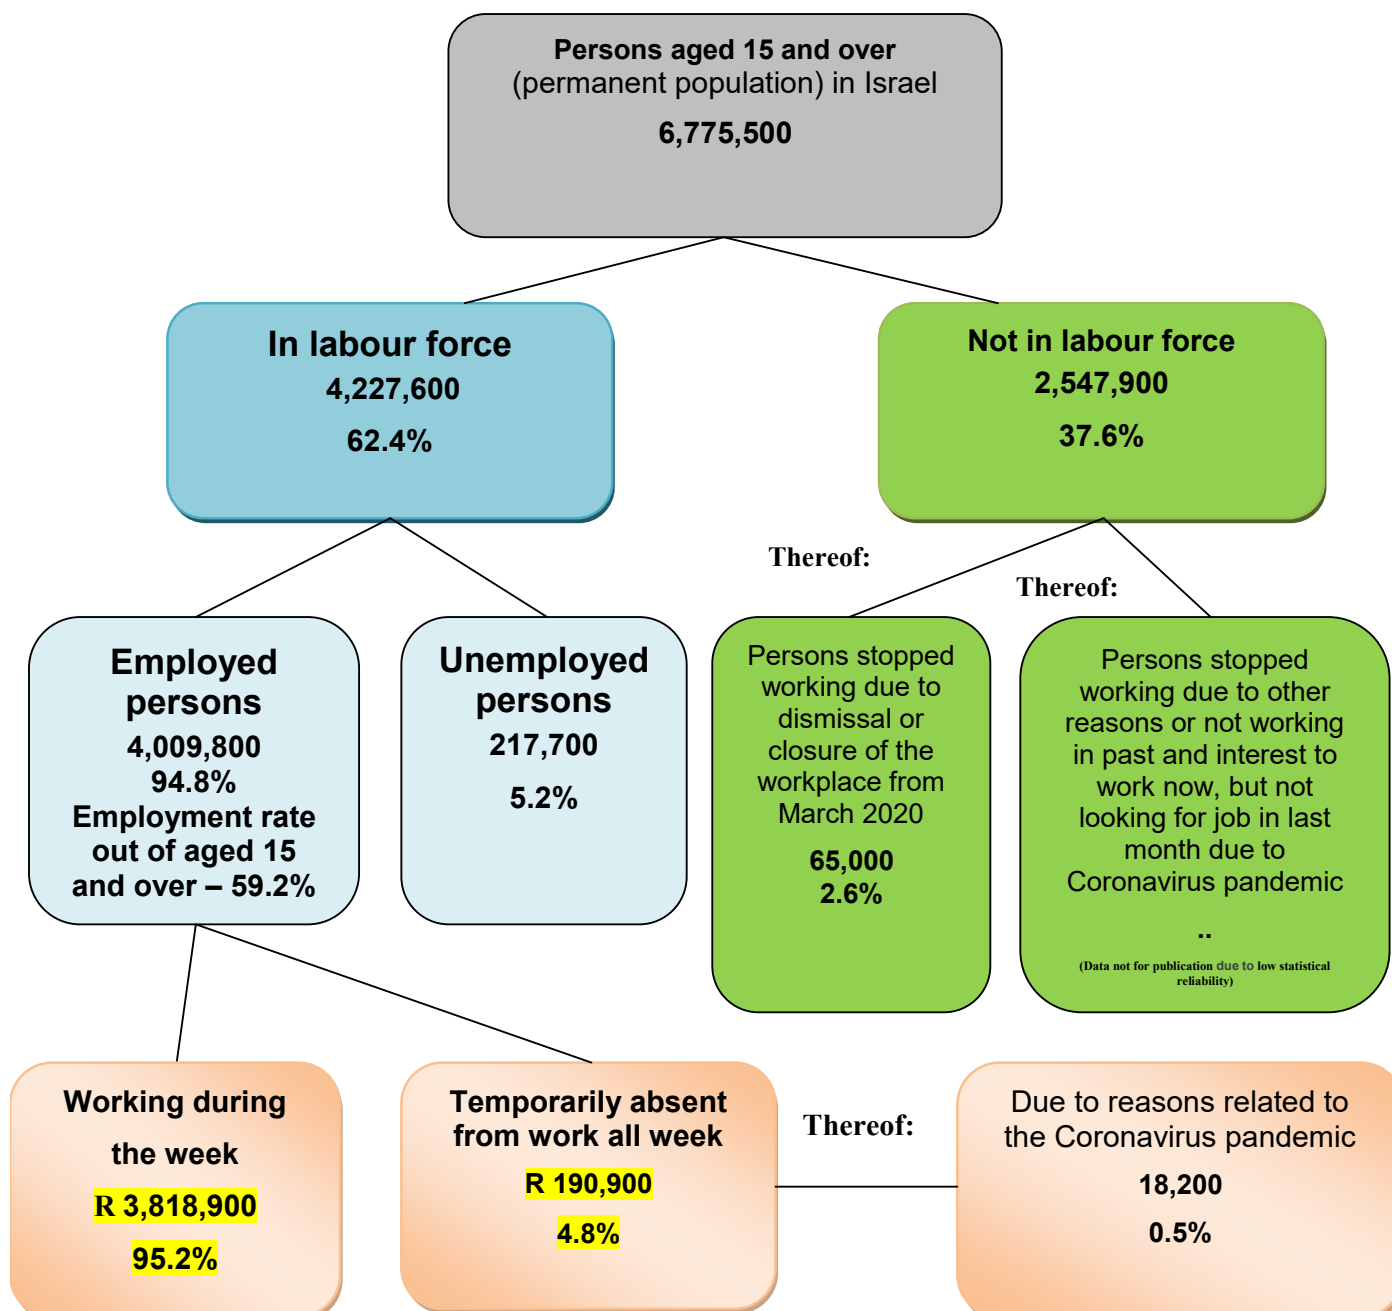 Persons aged 15 and over
(permanent population) in Israel
6,775,500
In labour force
4,227,600
62.4%
Not in labour force
2,547,900
37.6%
Thereof:
Thereof:
Employed
persons
4,009,800
94.8%
Employment rate
out of aged 15
and over – 59.2%
Unemployed
persons
217,700
5.2%
Persons stopped
working due to
dismissal or
closure of the
workplace from
March 2020
65,000
2.6%
Persons stopped
working due to other
reasons or not working
in past and interest to
work now, but not
looking for job in last
month due to
Coronavirus pandemic
..
(Data not for publication due to low statistical
reliability)
Working during
the week
R 3,818,900
95.2%
Temporarily absent
from work all week
R 190,900
4.8%
Thereof:
Due to reasons related to
the Coronavirus pandemic
18,200
0.5%